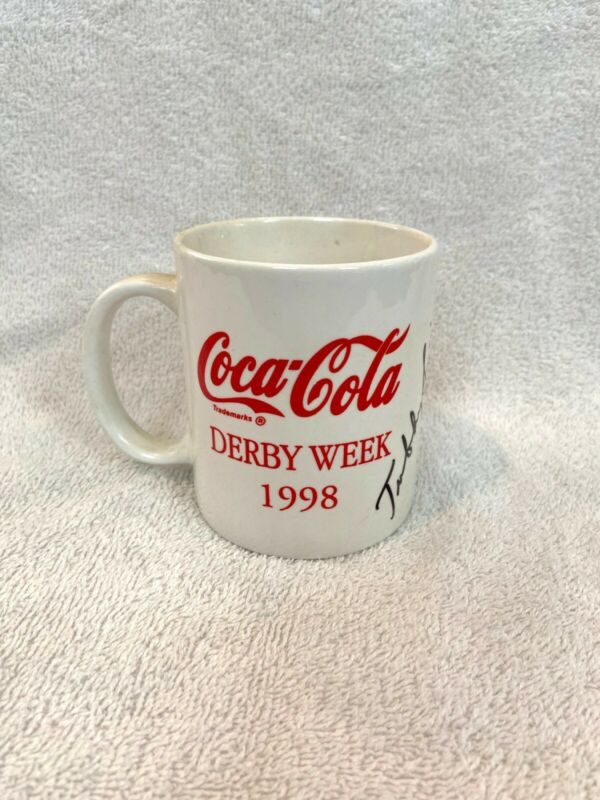 Coca-Cola
Trademarks ®
DERBY WEEK
1998